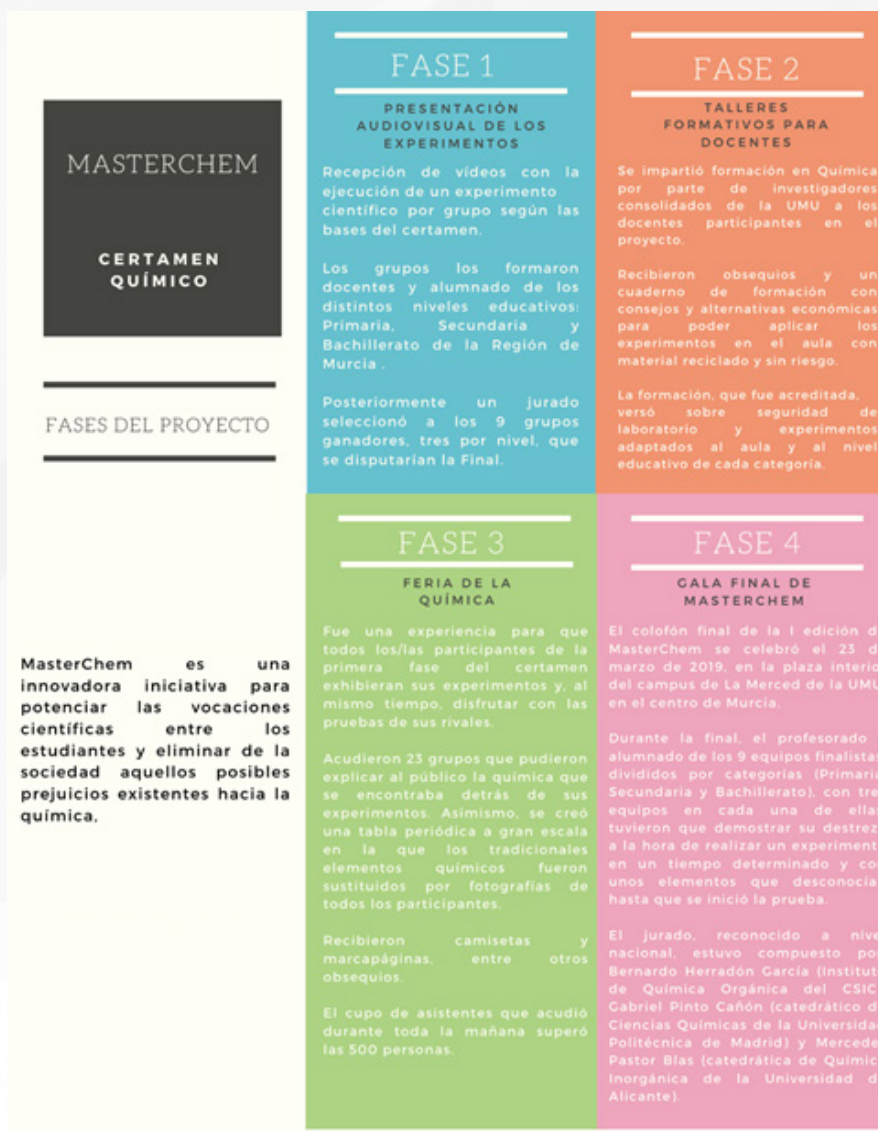 MASTERCHEM
CERTAMEN
QUÍMICO
FASES DEL PROYECTO
MasterChem es una
innovadora iniciativa para
potenciar las vocaciones
científicas entre los
estudiantes y eliminar de la
sociedad aquellos posibles
prejuicios existentes hacia la
química,
FASE 1
PRESENTACIÓN
AUDIOVISUAL DE LOS
EXPERIMENTOS
Recepción de vídeos con la
ejecución de un experimento
científico por grupo según las
bases del certamen.
Los grupos los formaron
docentes y alumnado de los
distintos niveles educativos:
Primaria, Secundaria y
Bachillerato de la Región de
Murcia .
Posteriormente un jurado
seleccionó a los 9 grupos
ganadores, tres por nivel, que
se disputarían la Final.
FASE 2
TALLERES
FORMATIVOS PARA
DOCENTES
Se impartió formación en Química
por parte de investigadores
consolidados de la UMU a los
docentes participantes en el
proyecto.
Recibieron obsequios y un
cuaderno de formación con
consejos y alternativas económicas
para poder aplicar los
experimentos en el aula con
material reciclado y sin riesgo.
La formación, que fue acreditada,
versó sobre seguridad de
laboratorio y experimentos
adaptados al aula y al nivel
educativo de cada categoría.
FASE 3
FERIA DE LA
QUÍMICA
Fue una experiencia para que
todos los/las participantes de la
primera fase del certamen
exhibieran sus experimentos y, al
mismo tiempo, disfrutar con las
pruebas de sus rivales.
Acudieron 23 grupos que pudieron
explicar al público la química que
se encontraba detrás de sus
experimentos. Asimismo, se creó
una tabla periódica a gran escala
en la que los tradicionales
elementos químicos fueron
sustituidos por fotografías de
todos los participantes.
Recibieron camisetas y
marcapáginas, entre otros
obsequios.
El cupo de asistentes que acudió
durante toda la mañana superó
las 500 personas.
FASE 4
GALA FINAL DE
MASTERCHEM
El colofón final de la I edición d
MasterChem se celebró el 23 d
marzo de 2019, en la plaza interio
del campus de La Merced de la UMU
en el centro de Murcia.
Durante la final, el profesorado
alumnado de los 9 equipos finalistas
divididos por categorías (Primaria
Secundaria y Bachillerato), con tre
equipos en cada una de ellas
tuvieron que demostrar su destrez
a la hora de realizar un experiment
en un tiempo determinado y co
unos elementos que desconocía
hasta que se inició la prueba.
El jurado, reconocido a nive
nacional, estuvo compuesto po
Bernardo Herradón García (Institut
de Química Orgánica del CSIC
Gabriel Pinto Cañón (catedrático d
Ciencias Químicas de la Universida
Politécnica de Madrid) y Mercede
Pastor Blas (catedrática de Químic
Inorgánica de la Universidad d
Alicante).